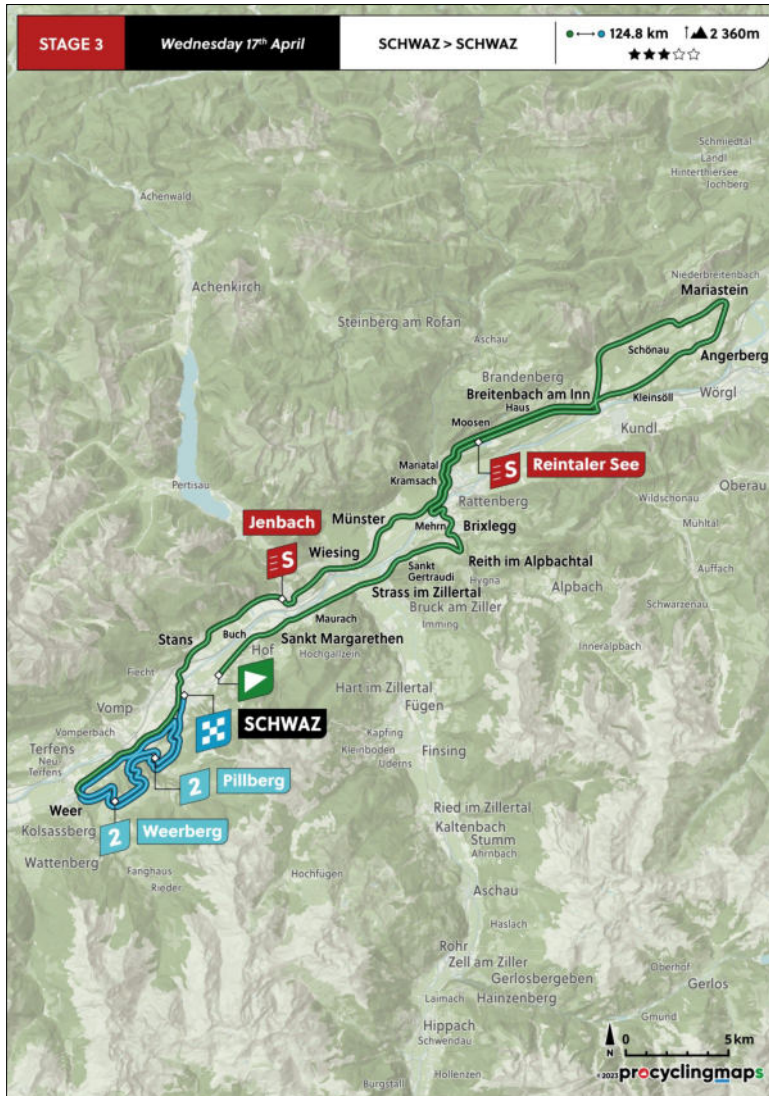 STAGE 3
Wednesday 17th April
SCHWAZ > SCHWAZ
124.8 km
2 360m
Schmiedtal
Landl
Hinterthiersee
Jochberg
Achenwald
Achenkirch
Niederbreitenbach
Mariastein
Steinberg am Rofan
Aschau
Schönau
Angerberg
Brandenberg
Breitenbach am Inn
Haus
Kleinsöll
Wörgl
Moosen
Kundl
S
Reintaler See
Mariatal
Kramsach
Oberau
Pertisau
Rattenberg
Wildschonau
Jenbach
Münster
Mehrn
Brixlegg
Mühltal
S
Wiesing
Reith im Alpbachtal
Sankt
Gertraudi
Hygna
Alpbach
Auffach
Strass im Zillertal
Bruck am Ziller
Schwarzenau
Maurach
Imming
Stans
Buch
Sankt Margarethen
Hof
Hochgallzein
Inneralpbach
Fiecht
Hart im Zillertal
Fügen
Vomp
SCHWAZ
Vomperbach
Kapfing
Terfens
Neu
Terfens
Kleinboden
Uderns
Finsing
2
Pillberg
Weer
Ried im Zillertal
Kolsassberg
2
Weerberg
Kaltenbach
Stumm
Ahrnbach
Wattenberg
Fanghaus
Rieder
Hochfügen
Aschau
Haslach
Rohr
Zell am Ziller
Oberhof
Gerlosbergeben
Gerlos
Laimach
Hainzenberg
Gmund
Hippach
Schwendau
0
5km
N
Hollenzen
Burgstall
©2023 procyclingmaps